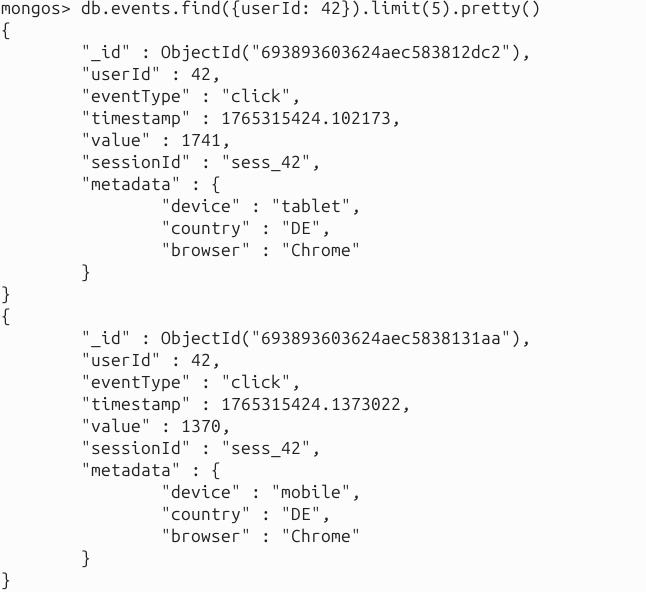 mongos> db.events.find({userId: 42}).limit(5).pretty()
{
        "_id" : ObjectId("693893603624aec583812dc2"),
        "userId" : 42,
        "eventType" : "click",
        "timestamp" : 1765315424.102173,
        "value" : 1741,
        "sessionId" : "sess_42",
        "metadata" : {
                "device" : "tablet",
                "country" : "DE",
                "browser" : "Chrome"
        }
}
{
        "_id" : ObjectId("693893603624aec5838131aa"),
        "userId" : 42,
        "eventType" : "click",
        "timestamp" : 1765315424.1373022,
        "value" : 1370,
        "sessionId" : "sess_42",
        "metadata" : {
                "device" : "mobile",
                "country" : "DE",
                "browser" : "Chrome"
        }
}